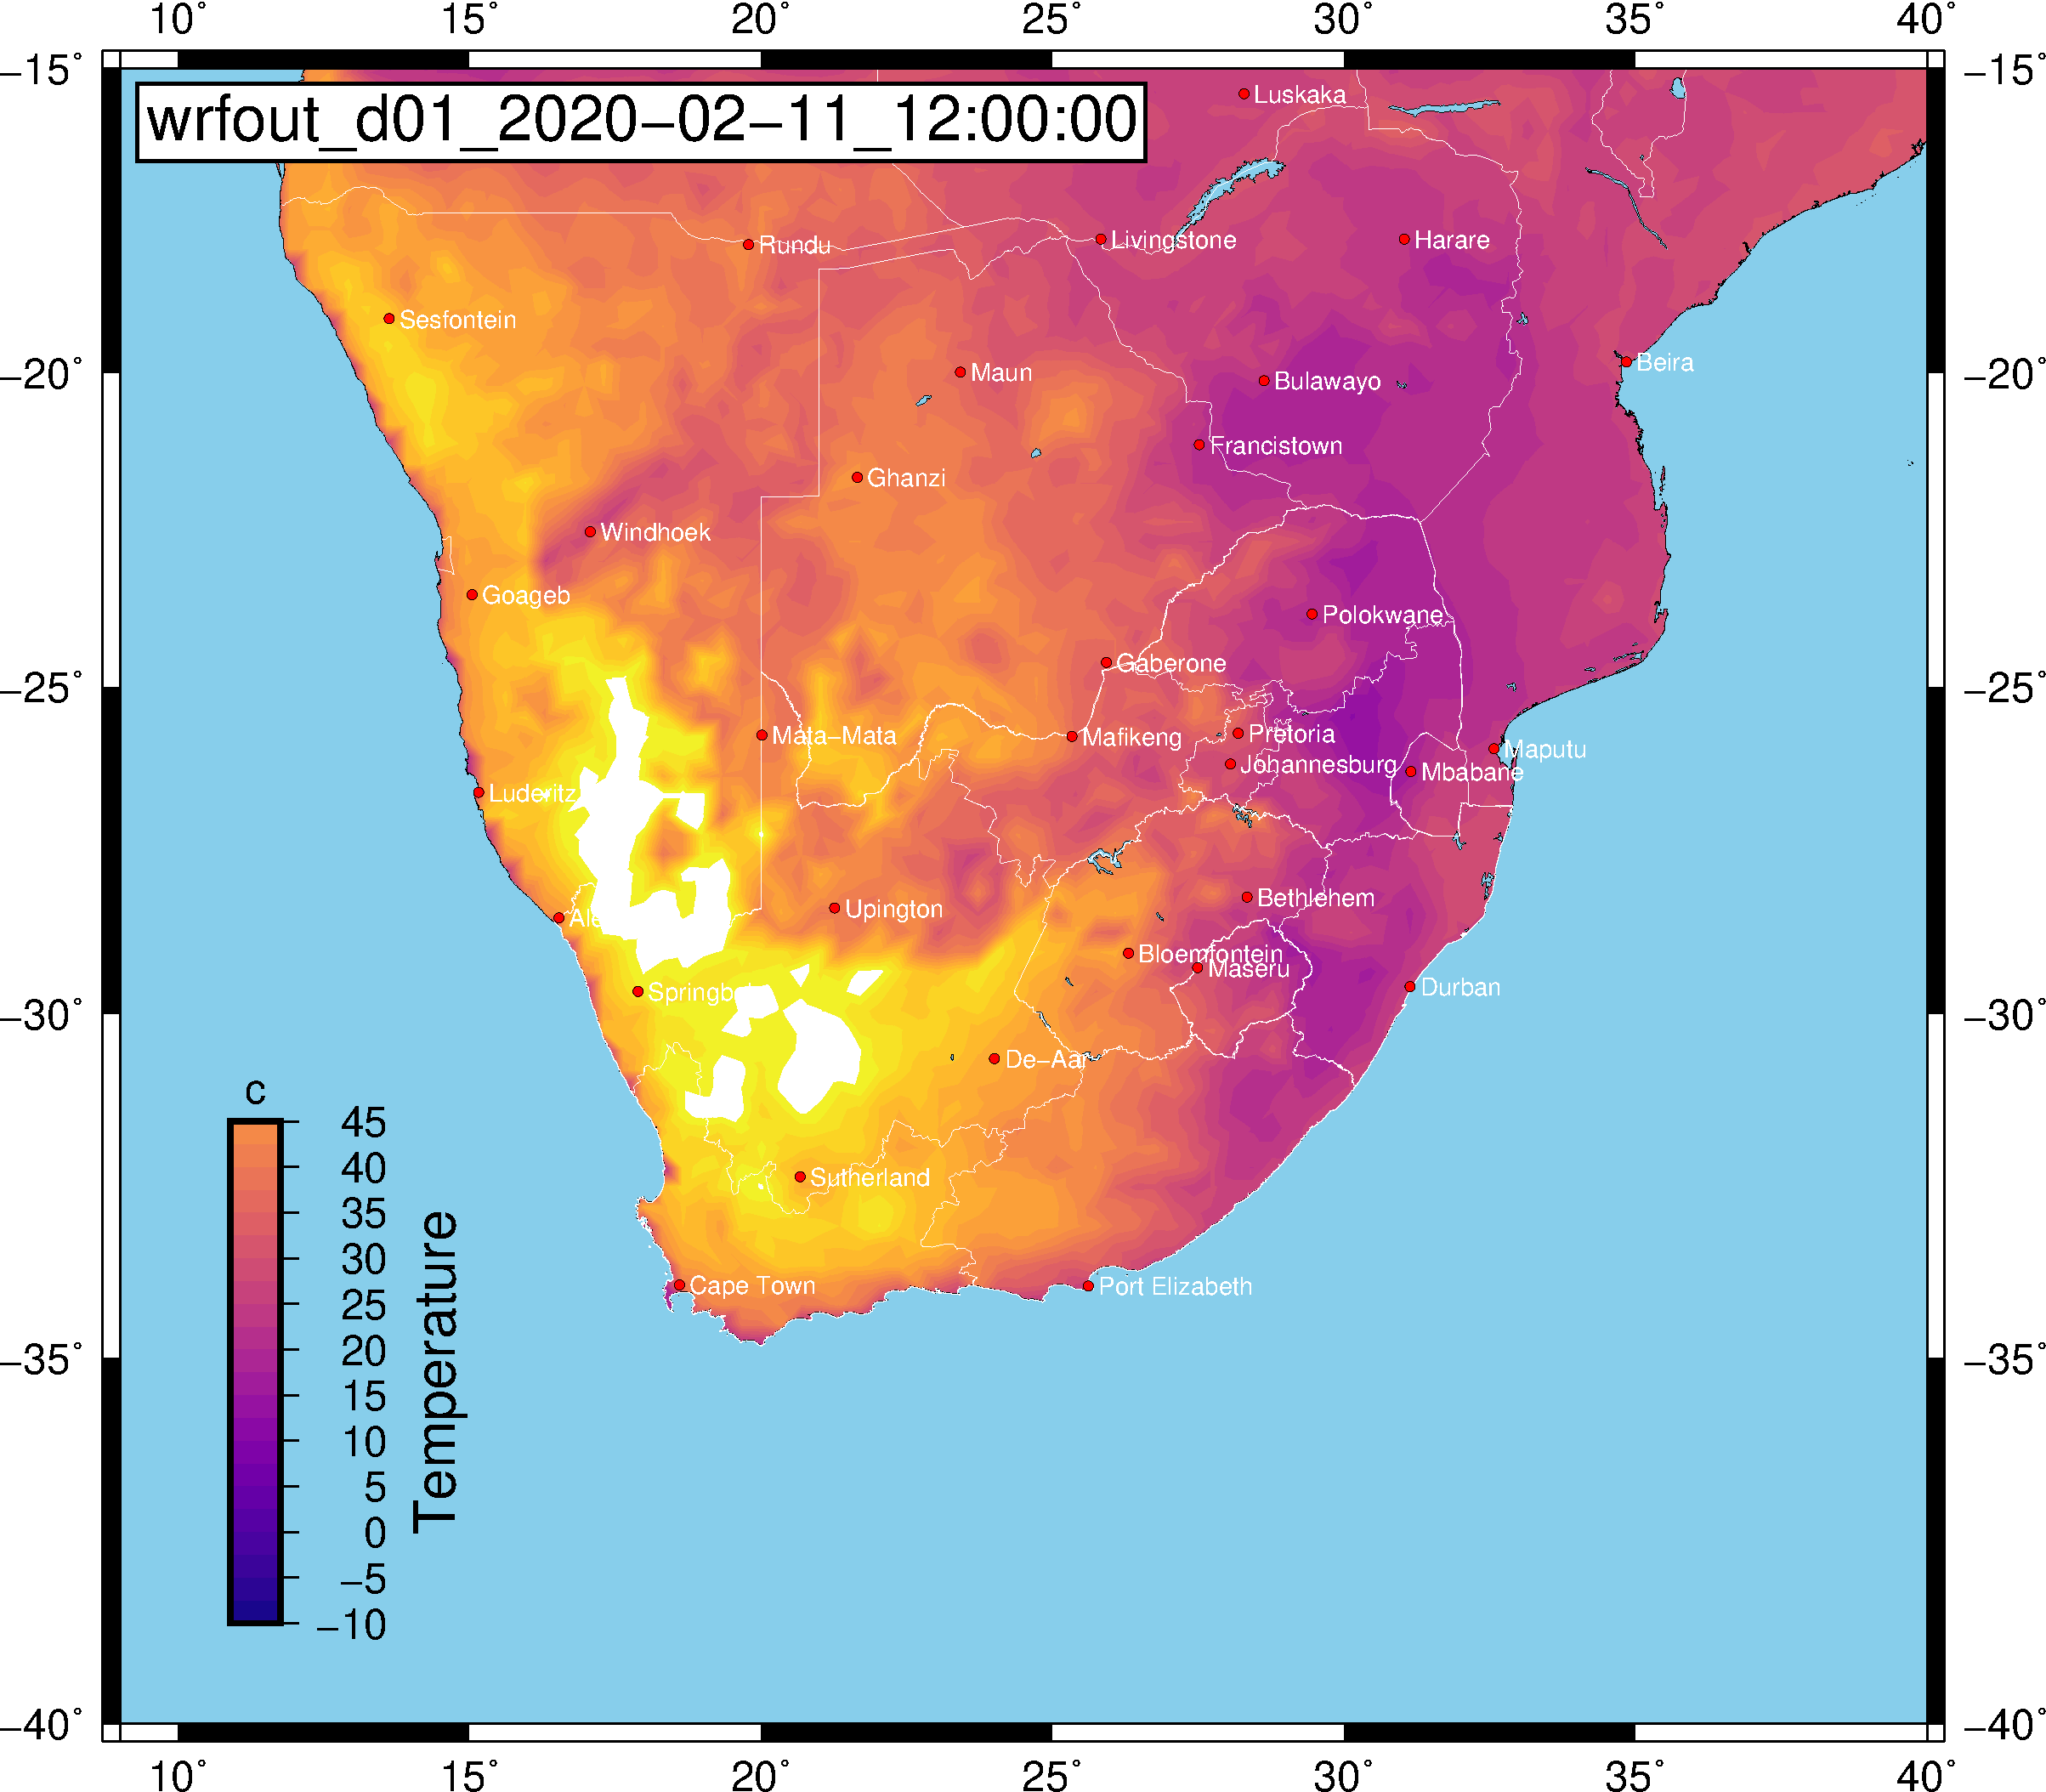 10° 15° 20° 25° 30° 35° 40°
−15° −15°
wrfout_d01_2020−02−11_12:00:00
Luskaka
Rundu
Livingstone
Harare
Sesfontein
Beira
−20° −20°
Maun
Bulawayo
Francistown
Ghanzi
Windhoek
Goageb
Polokwane
Gaberone
−25° −25°
Mata−Mata
Mafikeng
Pretoria
Maputu
Johannesburg
Mbabane
Luderitz
Bethlehem
Upington
Bloemfontein
Maseru
Durban
−30° −30°
De−Aar
c
45
40
35
30
25
20
15
10
5
0
−5
−10
Temperature
Sutherland
Cape Town
Port Elizabeth
−35° −35°
−40° −40°
10° 15° 20° 25° 30° 35° 40°